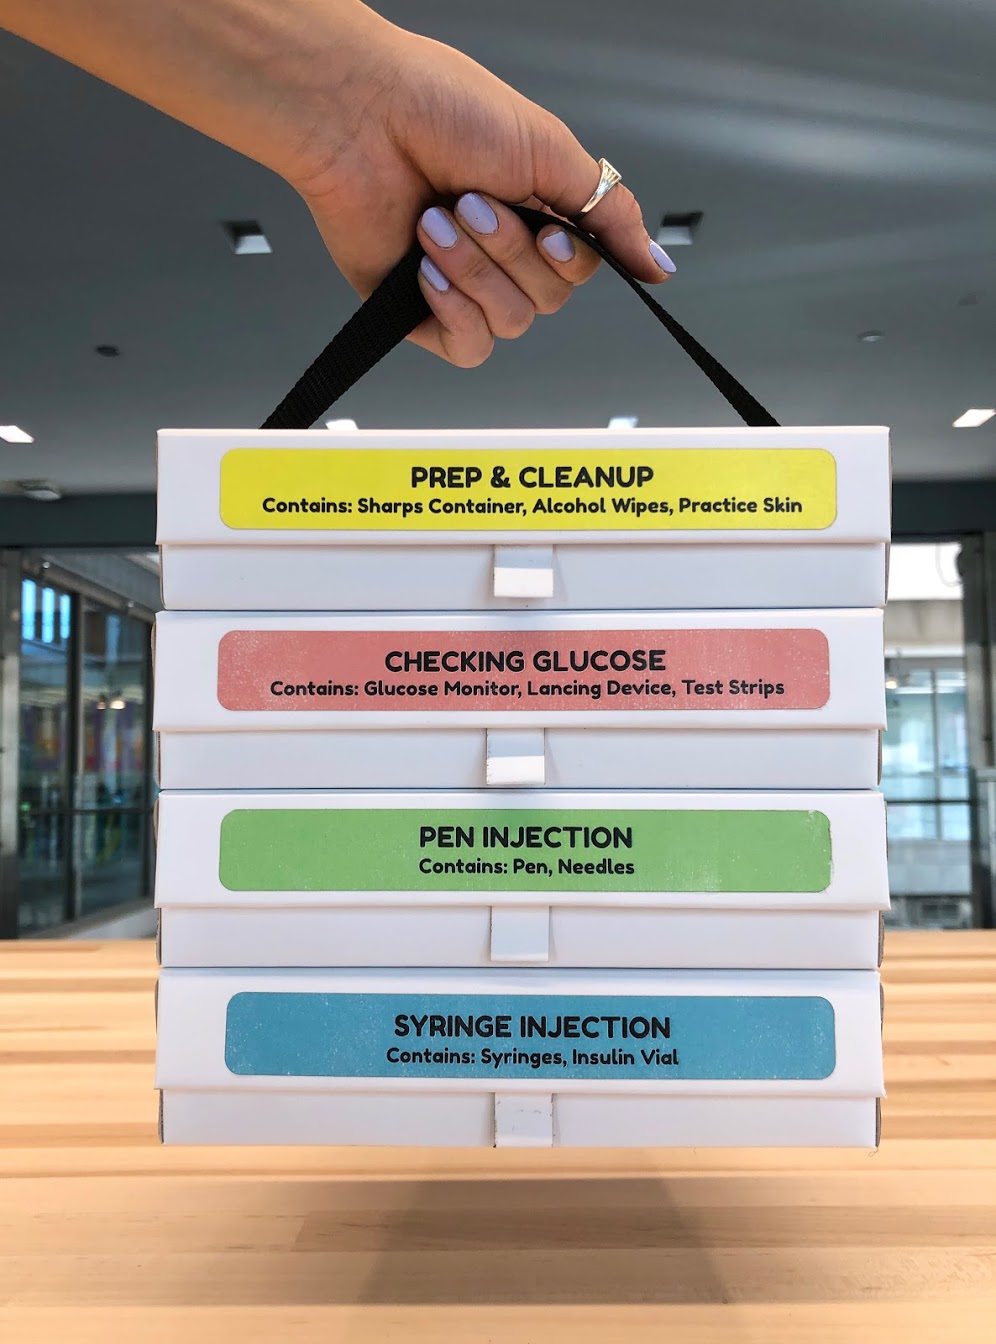 PREP & CLEANUP
Contains: Sharps Container, Alcohol Wipes, Practice Skin
CHECKING GLUCOSE
Contains: Glucose Monitor, Lancing Device, Test Strips
PEN INJECTION
Contains: Pen, Needles
SYRINGE INJECTION
Contains: Syringes, Insulin Vial